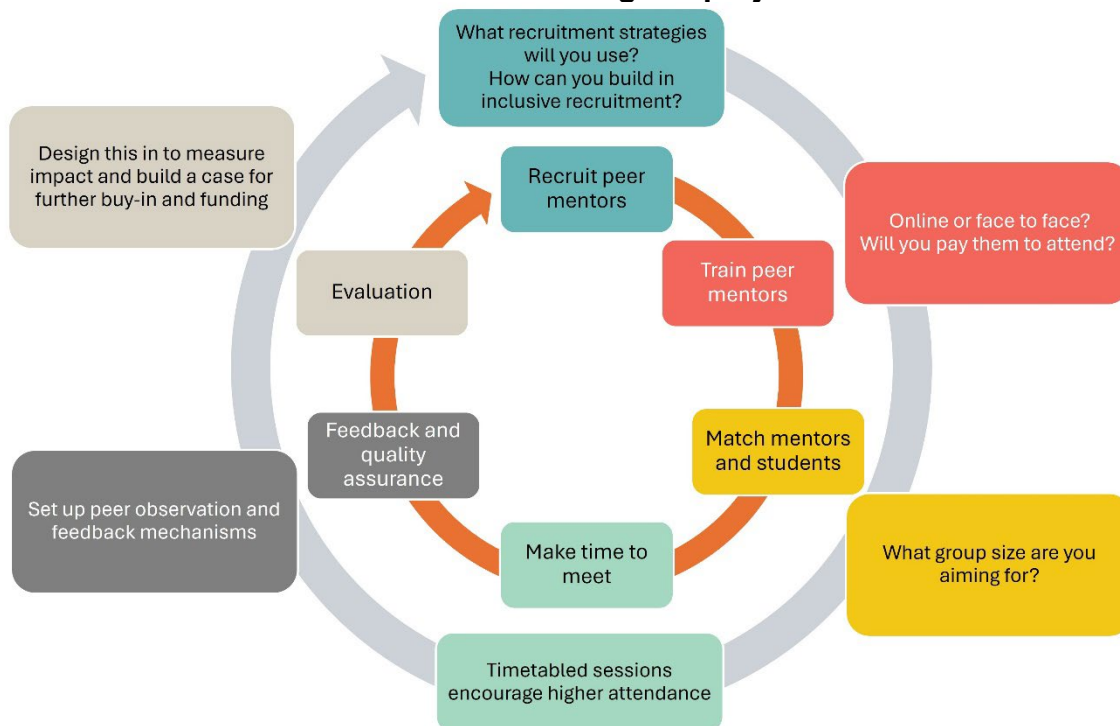 What recruitment strategies
will you use?
How can you build in
inclusive recruitment?
Recruit peer
mentors
Online or face to face?
Will you pay them to attend?
Train peer
mentors
What group size are you
aiming for?
Match mentors
and students
Timetabled sessions
encourage higher attendance
Make time to
meet
Set up peer observation and
feedback mechanisms
Feedback and
quality
assurance
Design this in to measure
impact and build a case for
further buy-in and funding
Evaluation